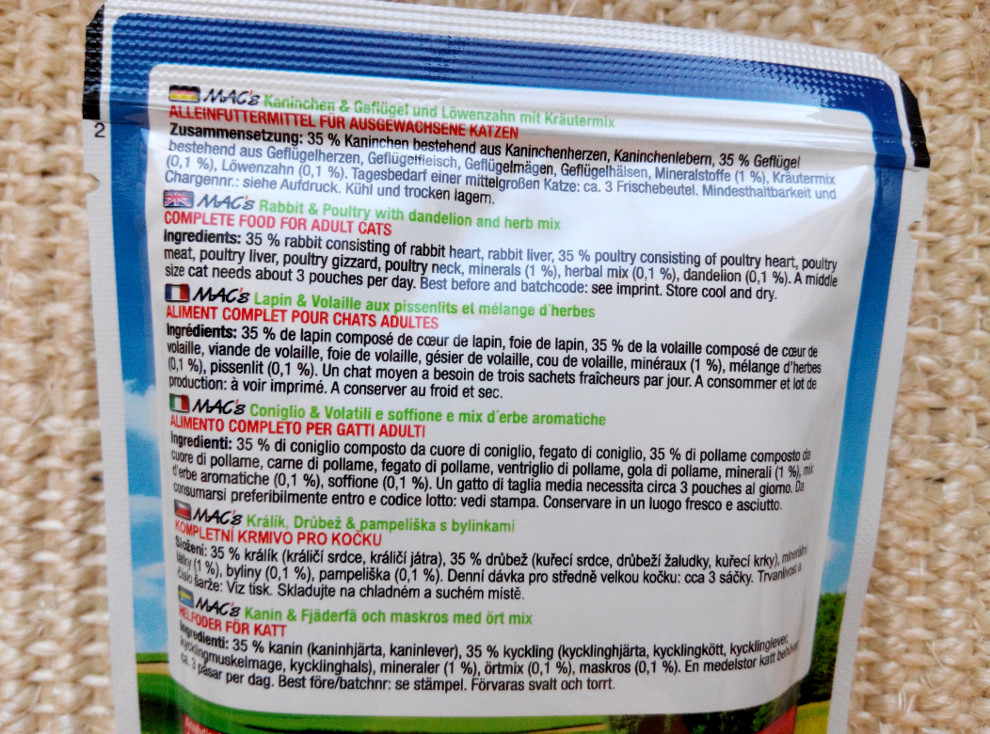 2
MAC's Kaninchen & Geflügel und Löwenzahn mit Kräutermix
ALLEINFUTTERMITTEL FÜR AUSGEWACHSENE KATZEN
Zusammensetzung: 35 % Kaninchen bestehend aus Kaninchenherzen, Kaninchenlebern, 35 % Geflügel
bestehend aus Geflügelherzen, Geflügelfleisch, Geflügelmägen, Geflügelhälsen, Mineralstoffe (1 %), Kräutermix
(0,1 %), Löwenzahn (0,1 %). Tagesbedarf einer mittelgroßen Katze: ca. 3 Frischebeutel. Mindesthaltbarkeit und
Chargennr.: siehe Aufdruck. Kühl und trocken lagern.
MAC's Rabbit & Poultry with dandelion and herb mix
COMPLETE FOOD FOR ADULT CATS
Ingredients: 35 % rabbit consisting of rabbit heart, rabbit liver, 35 % poultry consisting of poultry heart, poultry
meat, poultry liver, poultry gizzard, poultry neck, minerals (1 %), herbal mix (0,1 %), dandelion (0,1 %). A middle
size cat needs about 3 pouches per day. Best before and batchcode: see imprint. Store cool and dry.
MAC's Lapin & Volaille aux pissenlits et mélange d´herbes
ALIMENT COMPLET POUR CHATS ADULTES
Ingrédients: 35 % de lapin composé de cœur de lapin, foie de lapin, 35 % de la volaille composé de cœur de
volaille, viande de volaille, foie de volaille, gésier de volaille, cou de volaille, minéraux (1 %), mélange d'herbes
(0,1 %), pissenlit (0,1 %). Un chat moyen a besoin de trois sachets fraîcheurs par jour. A consommer et lot de
production: à voir imprimé. A conserver au froid et sec.
MAC's Coniglio & Volatili e soffione e mix d´erbe aromatiche
ALIMENTO COMPLETO PER GATTI ADULTI
Ingredienti: 35 % di coniglio composto da cuore di coniglio, fegato di coniglio, 35 % di pollame composto da
cuore di pollame, carne di pollame, fegato di pollame, ventriglio di pollame, gola di pollame, minerali (1 %), mix
d'erbe aromatiche (0,1 %), soffione (0,1 %). Un gatto di taglia media necessita circa 3 pouches al giorno. Da
consumarsi preferibilmente entro e codice lotto: vedi stampa. Conservare in un luogo fresco e asciutto.
MAC's Králik, Drůbež & pampeliška s bylinkami
KOMPLETNÍ KRMIVO PRO KOČKU
Složení: 35 % králík (králičí srdce, králičí játra), 35 % drůbež (kuřecí srdce, drůbeží žaludky, kuřecí krky), minerální
látky (1 %), byliny (0,1 %), pampeliška (0,1 %). Denní dávka pro středně velkou kočku: cca 3 sáčky. Trvanlivost a
číslo šarže: Viz tisk. Skladujte na chladném a suchém místě.
MAC's Kanin & Fjäderfä och maskros med ört mix
HELFODER FÖR KATT
Ingredienti: 35 % kanin (kaninhjärta, kaninlever), 35 % kyckling (kycklinghjärta, kycklingkött, kycklinglever,
kycklingmuskelmage, kycklinghals), mineraler (1 %), örtmix (0,1 %), maskros (0,1 %). En medelstor katt behöver
ca. 3 påsar per dag. Best före/batchnr: se stämpel. Förvaras svalt och torrt.